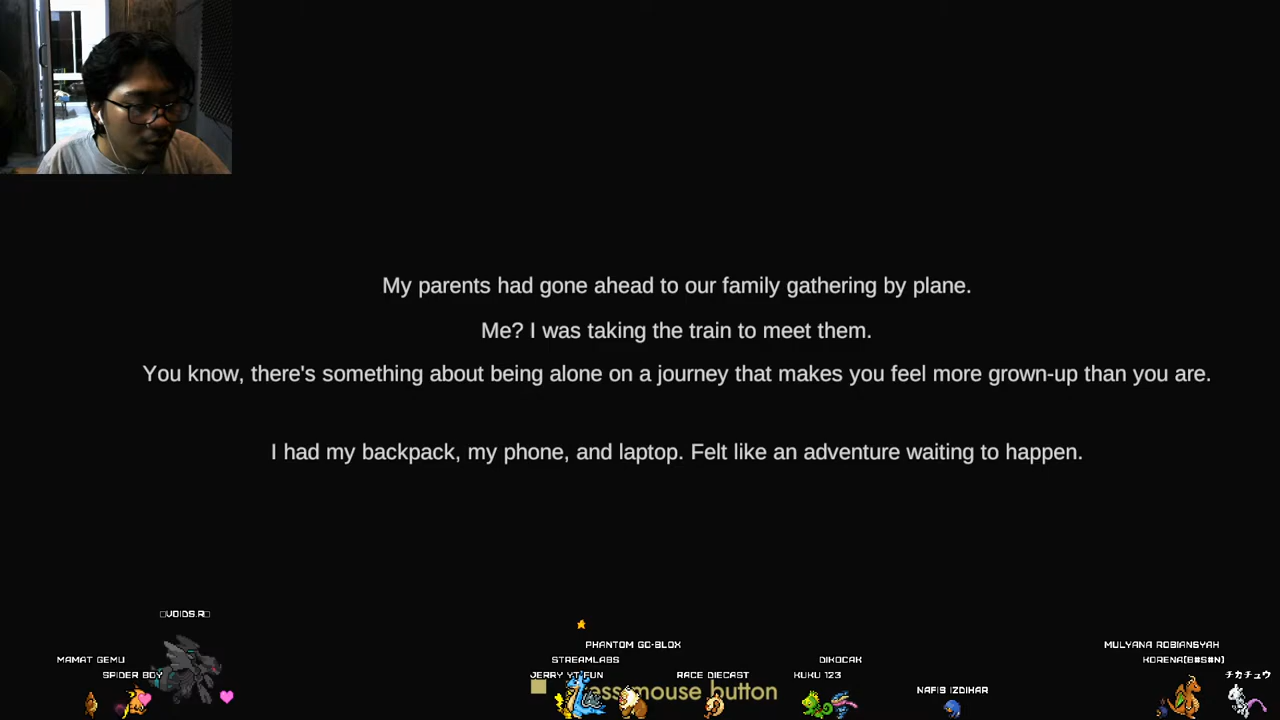 My parents had gone ahead to our family gathering by plane.
Me? I was taking the train to meet them.
You know, there's something about being alone on a journey that makes you feel more grown-up than you are.
I had my backpack, my phone, and laptop. Felt like an adventure waiting to happen.
□VOIDS.R□
PHANTOM GC-BLOX
MULYANA ROBIANSYAH
MAMAT GEMU
STREAMLABS
DIKOCAK
KORENA(B#S#N)
SPIDER BOY
JERRY YT FUN
RACE DIECAST
KUKU 123
チカチュウ
NAFIS IZDIHAR
mouse button